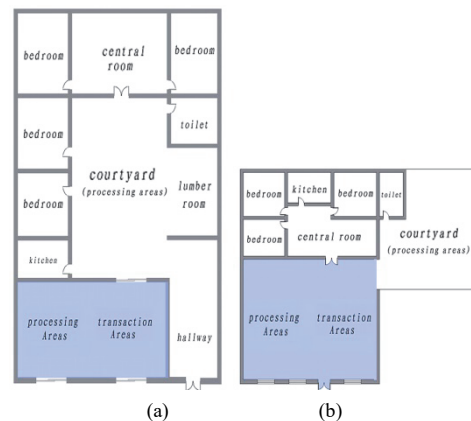 bedroom
central
room
bedroom
bedroom
toilet
courtyard
(processing areas)
lumber
room
bedroom
kitchen
processing
Areas
transaction
Areas
hallway
(a)
bedroom
kitchen
bedroom
toilet
bedroom
central room
courtyard
(processing areas)
processing
Areas
transaction
Areas
(b)